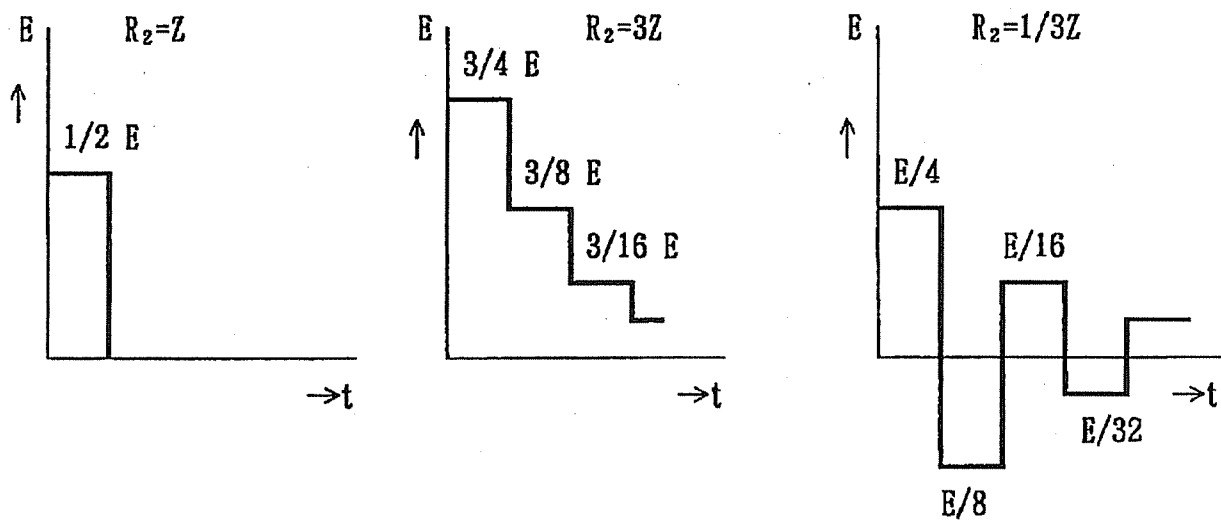 E R₂=Z
↑
1/2 E
→t
E R₂=3Z
3/4 E
↑
3/8 E
3/16 E
→t
E R₂=1/3Z
↑
E/4
E/16
→t
E/32
E/8